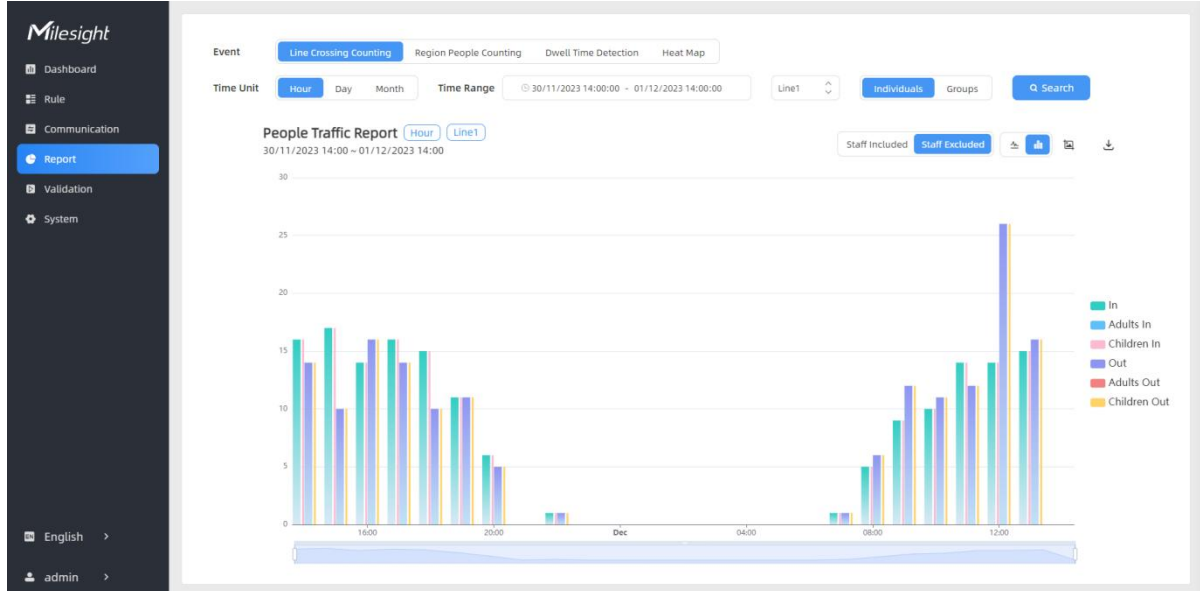 Milesight
Dashboard
Rule
Communication
Report
Validation
System
English >
admin >
Event Line Crossing Counting Region People Counting Dwell Time Detection Heat Map
Time Unit Hour Day Month Time Range 30/11/2023 14:00:00 - 01/12/2023 14:00:00 Line1 Individuals Groups Search
People Traffic Report Hour Line1
30/11/2023 14:00 ~ 01/12/2023 14:00
Staff Included Staff Excluded
30
25
20
15
10
5
0
16:00 20:00 Dec 04:00 08:00 12:00
In
Adults In
Children In
Out
Adults Out
Children Out